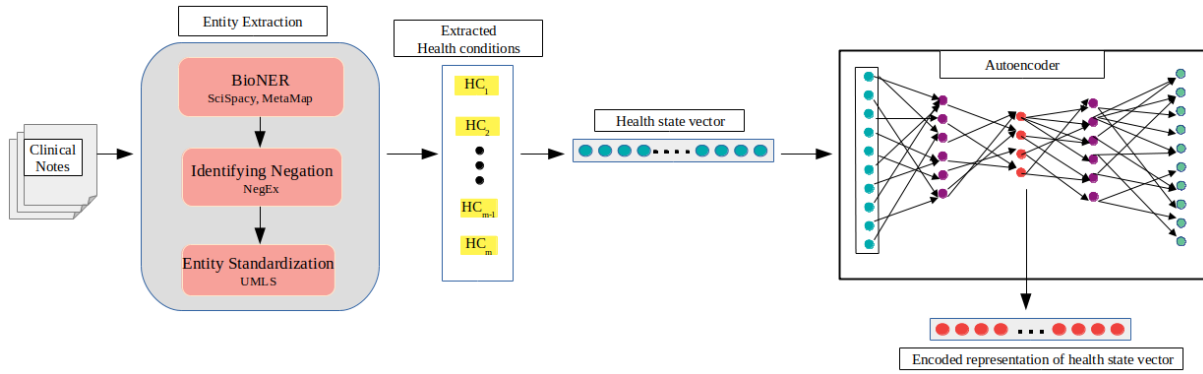 Clinical
Notes
Entity Extraction
BioNER
SciSpacy, MetaMap
Identifying Negation
NegEx
Entity Standardization
UMLS
Extracted
Health conditions
HC1
HC2
HCm-1
HCm
Health state vector
Autoencoder
Encoded representation of health state vector